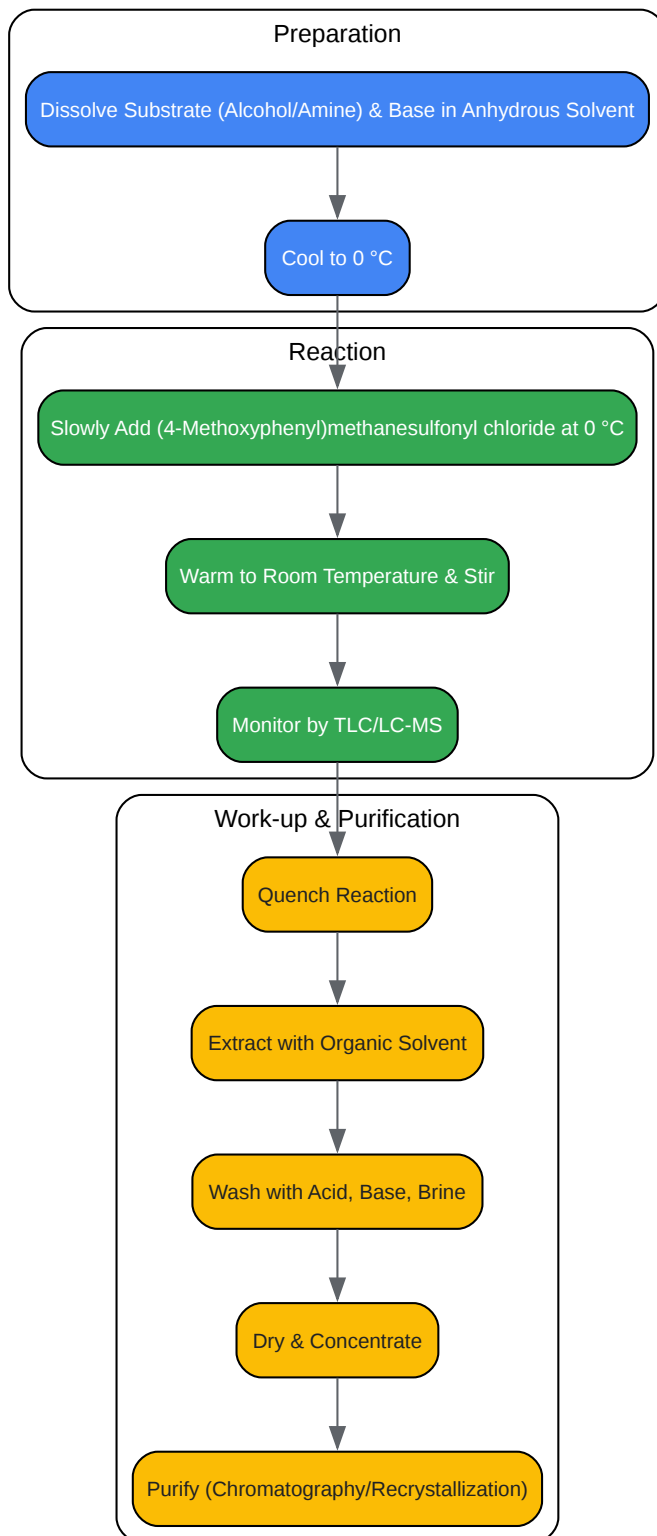 Preparation
Dissolve Substrate (Alcohol/Amine) & Base in Anhydrous Solvent
Cool to 0 °C
Reaction
Slowly Add (4-Methoxyphenyl)methanesulfonyl chloride at 0 °C
Warm to Room Temperature & Stir
Monitor by TLC/LC-MS
Work-up & Purification
Quench Reaction
Extract with Organic Solvent
Wash with Acid, Base, Brine
Dry & Concentrate
Purify (Chromatography/Recrystallization)